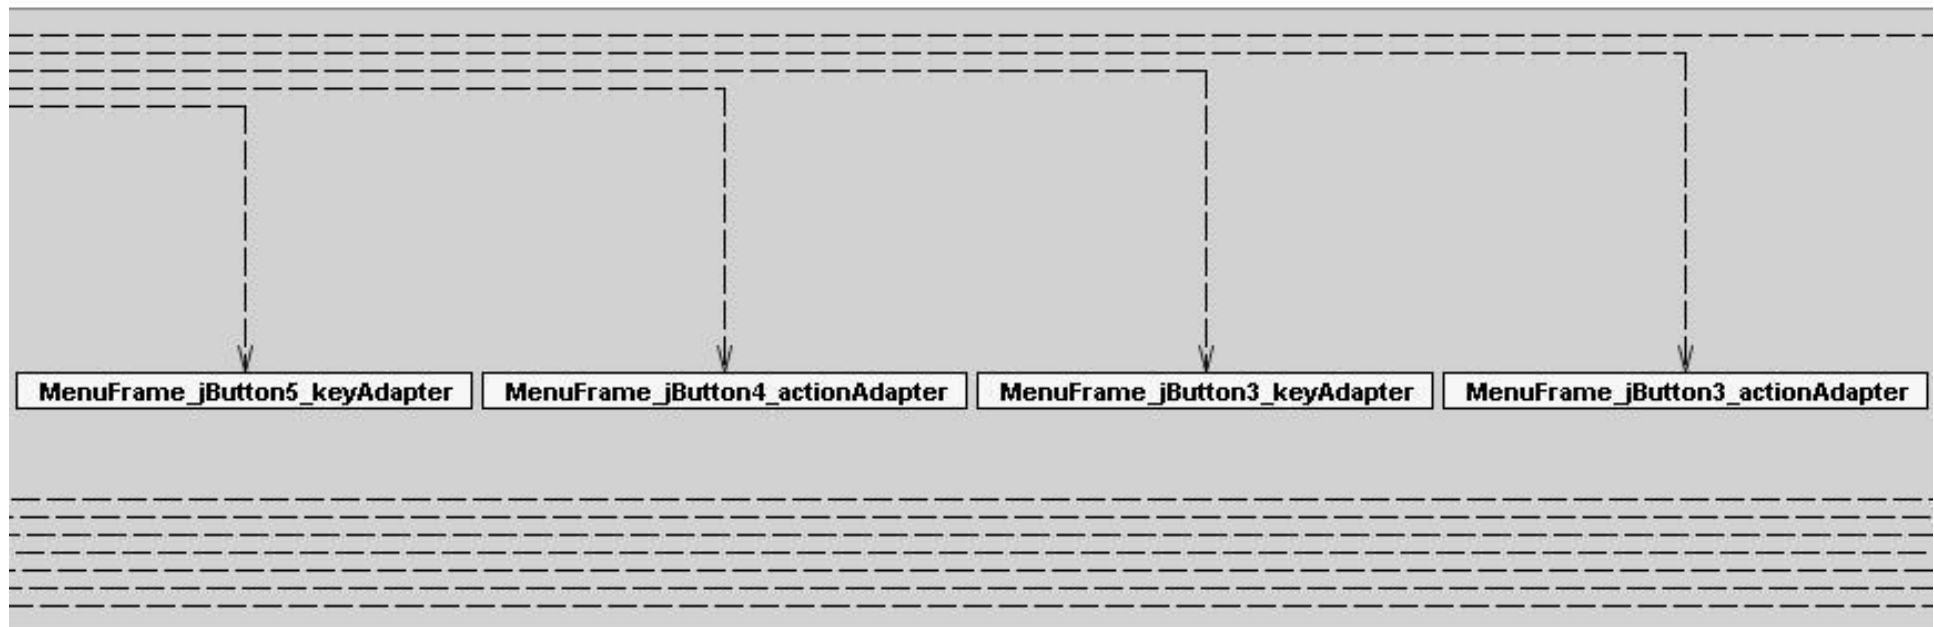 MenuFrame_jButton5_keyAdapter
MenuFrame_jButton4_actionAdapter
MenuFrame_jButton3_keyAdapter
MenuFrame_jButton3_actionAdapter